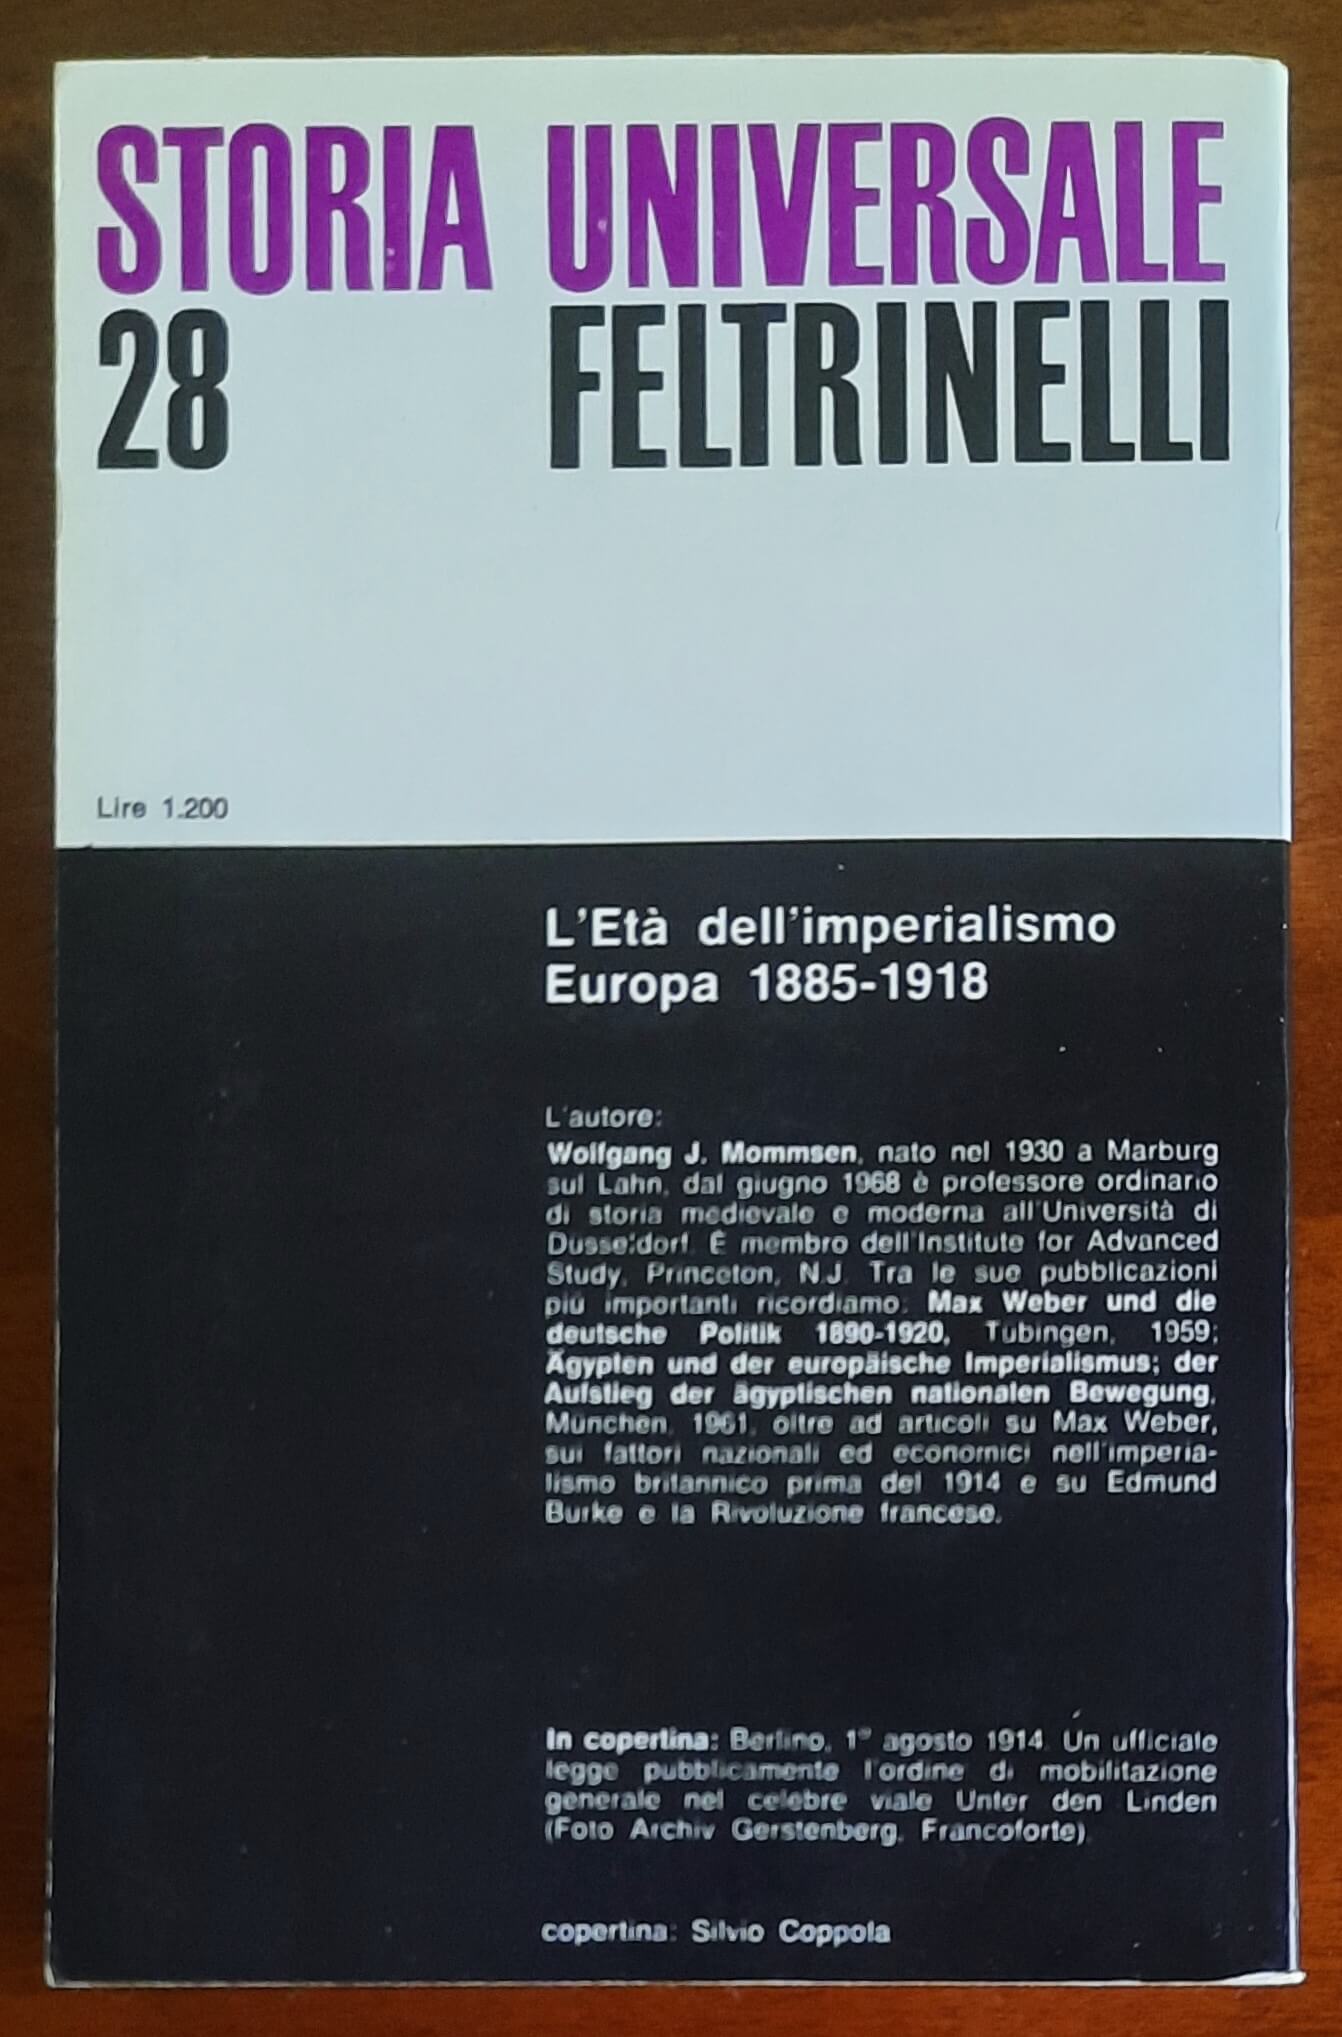 STORIA UNIVERSALE
28 FELTRINELLI
Lire 1.200
L'Età dell'imperialismo
Europa 1885-1918
L'autore:
Wolfgang J. Mommsen, nato nel 1930 a Marburg
sul Lahn, dal giugno 1968 è professore ordinario
di storia medievale e moderna all'Università di
Dusseldorf. È membro dell'Institute for Advanced
Study, Princeton, N.J. Tra le sue pubblicazioni
più importanti ricordiamo: Max Weber und die
deutsche Politik 1890-1920, Tubingen, 1959;
Ägypten und der europäische Imperialismus; der
Aufstieg der ägyptischen nationalen Bewegung,
Munchen, 1961, oltre ad articoli su Max Weber,
sui fattori nazionali ed economici nell'imperia-
lismo britannico prima del 1914 e su Edmund
Burke e la Rivoluzione francese.
In copertina: Berlino, 1° agosto 1914. Un ufficiale
legge pubblicamente l'ordine di mobilitazione
generale nel celebre viale Unter den Linden
(Foto Archiv Gerstenberg, Francoforte)
copertina: Silvio Coppola